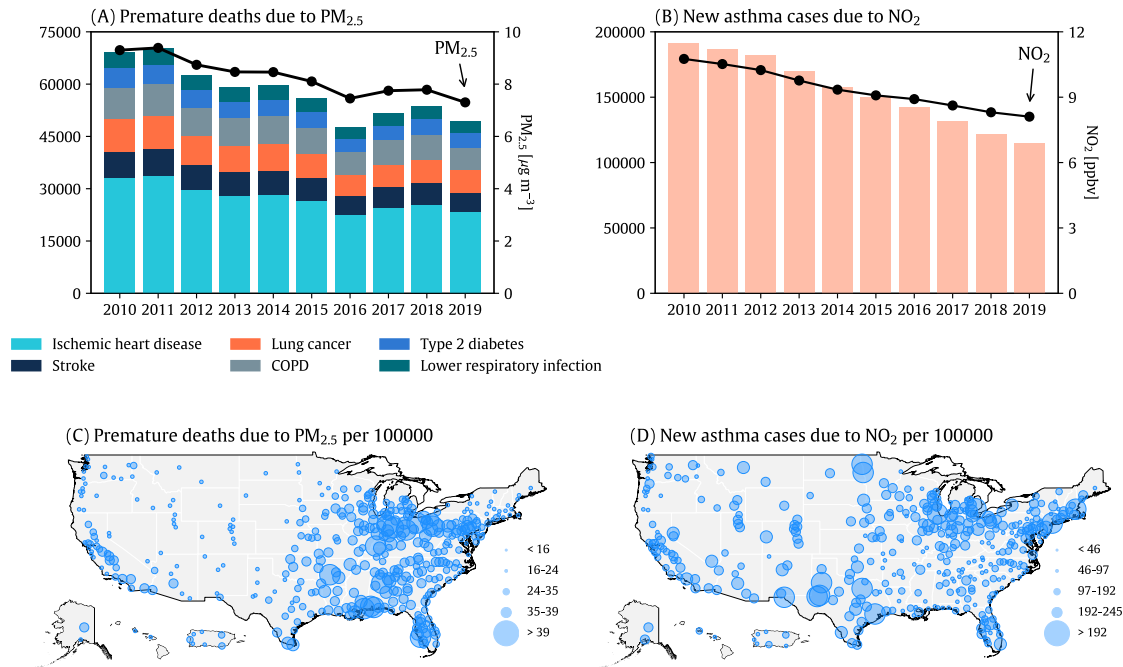 (A) Premature deaths due to PM2.5
75000
60000
45000
30000
15000
0
10
8
6
4
2
0
PM2.5
PM2.5 [μg m−3]
2010 2011 2012 2013 2014 2015 2016 2017 2018 2019
(B) New asthma cases due to NO2
200000
150000
100000
50000
0
12
9
6
3
0
NO2
NO2 [ppbv]
2010 2011 2012 2013 2014 2015 2016 2017 2018 2019
Ischemic heart disease
Lung cancer
Type 2 diabetes
Stroke
COPD
Lower respiratory infection
(C) Premature deaths due to PM2.5 per 100000
< 16
16-24
24-35
35-39
> 39
(D) New asthma cases due to NO2 per 100000
< 46
46-97
97-192
192-245
> 192